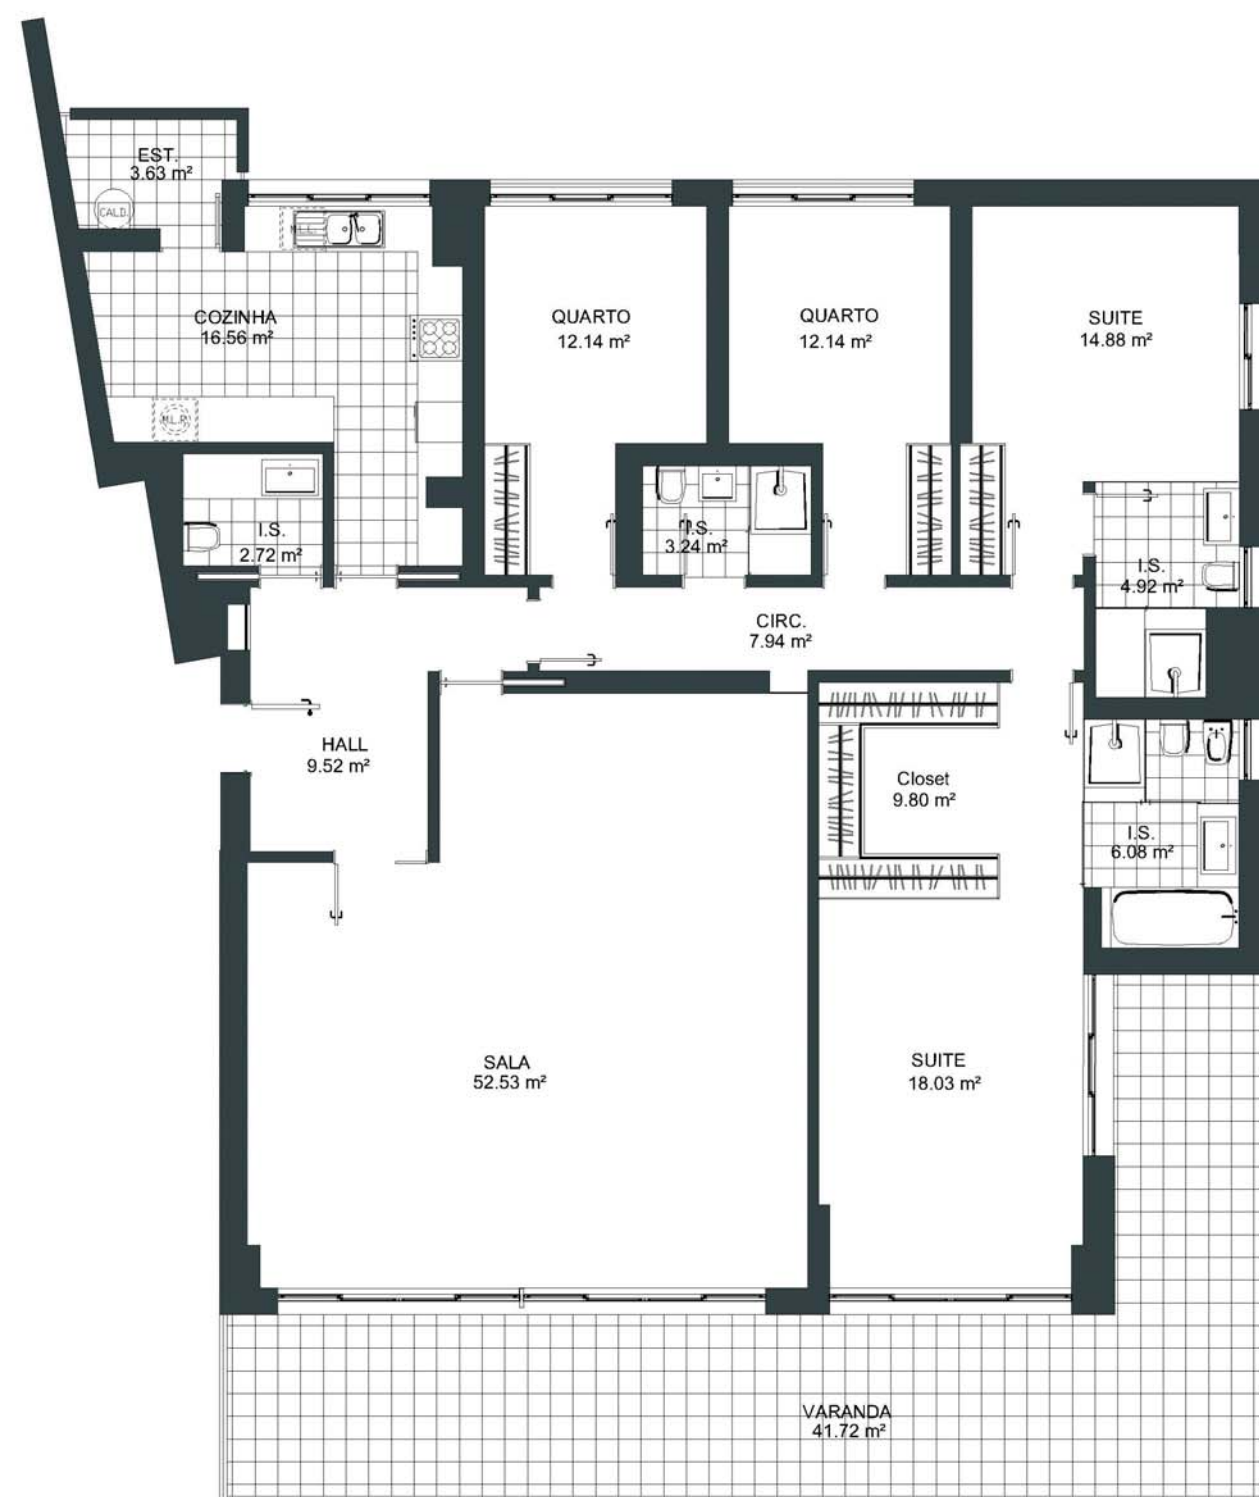 EST.
3.63 m²
CALD.
M.L.L.
COZINHA
16.56 m²
QUARTO
12.14 m²
QUARTO
12.14 m²
SUITE
14.88 m²
M.L.R.
I.S.
2.72 m²
I.S.
3.24 m²
I.S.
4.92 m²
CIRC.
7.94 m²
HALL
9.52 m²
Closet
9.80 m²
I.S.
6.08 m²
SALA
52.53 m²
SUITE
18.03 m²
VARANDA
41.72 m²